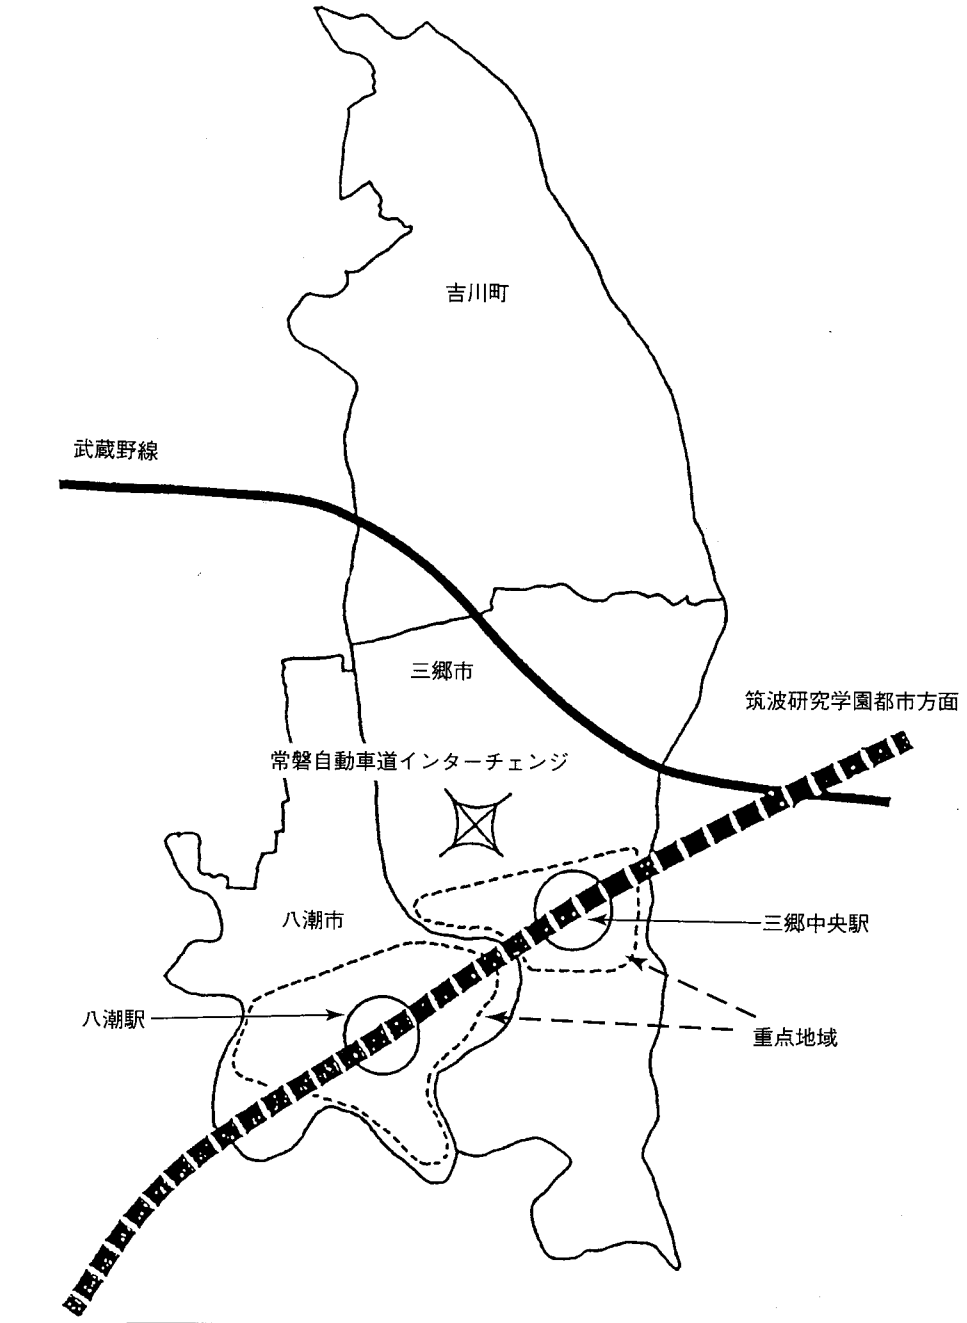 吉川町
武蔵野線
三郷市
筑波研究学園都市方面
常磐自動車道インターチェンジ
八潮市
三郷中央駅
八潮駅
重点地域